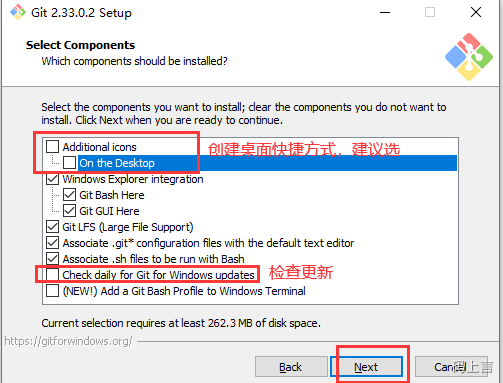 Git 2.33.0.2 Setup
Select Components
Which components should be installed?
Select the components you want to install; clear the components you do not want to
install. Click Next when you are ready to continue.
Additional icons
创建桌面快捷方式，建议选
On the Desktop
Windows Explorer integration
Git Bash Here
Git GUI Here
Git LFS (Large File Support)
Associate .git* configuration files with the default text editor
Associate .sh files to be run with Bash
Check daily for Git for Windows updates
检查更新
(NEW!) Add a Git Bash Profile to Windows Terminal
Current selection requires at least 262.3 MB of disk space.
https://gitforwindows.org/
Back
Next